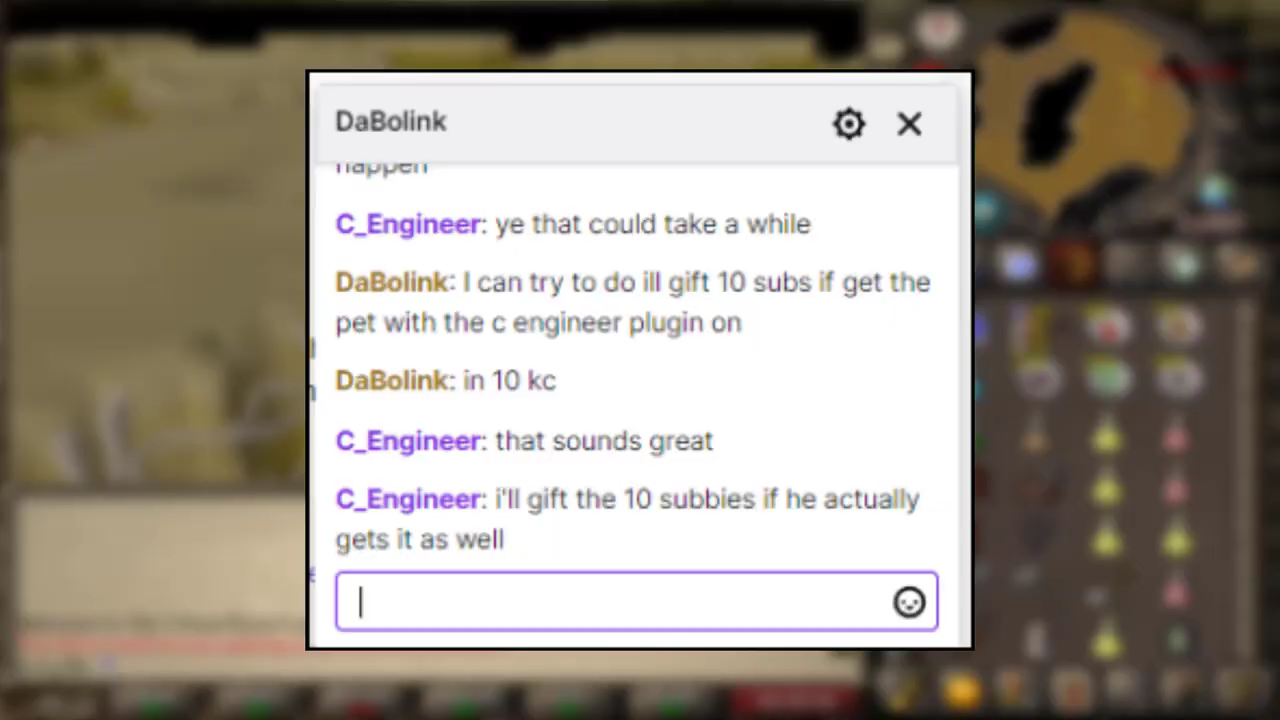 DaBolink
happen
C_Engineer: ye that could take a while
DaBolink: I can try to do ill gift 10 subs if get the
pet with the c engineer plugin on
DaBolink: in 10 kc
C_Engineer: that sounds great
C_Engineer: i'll gift the 10 subbies if he actually
gets it as well